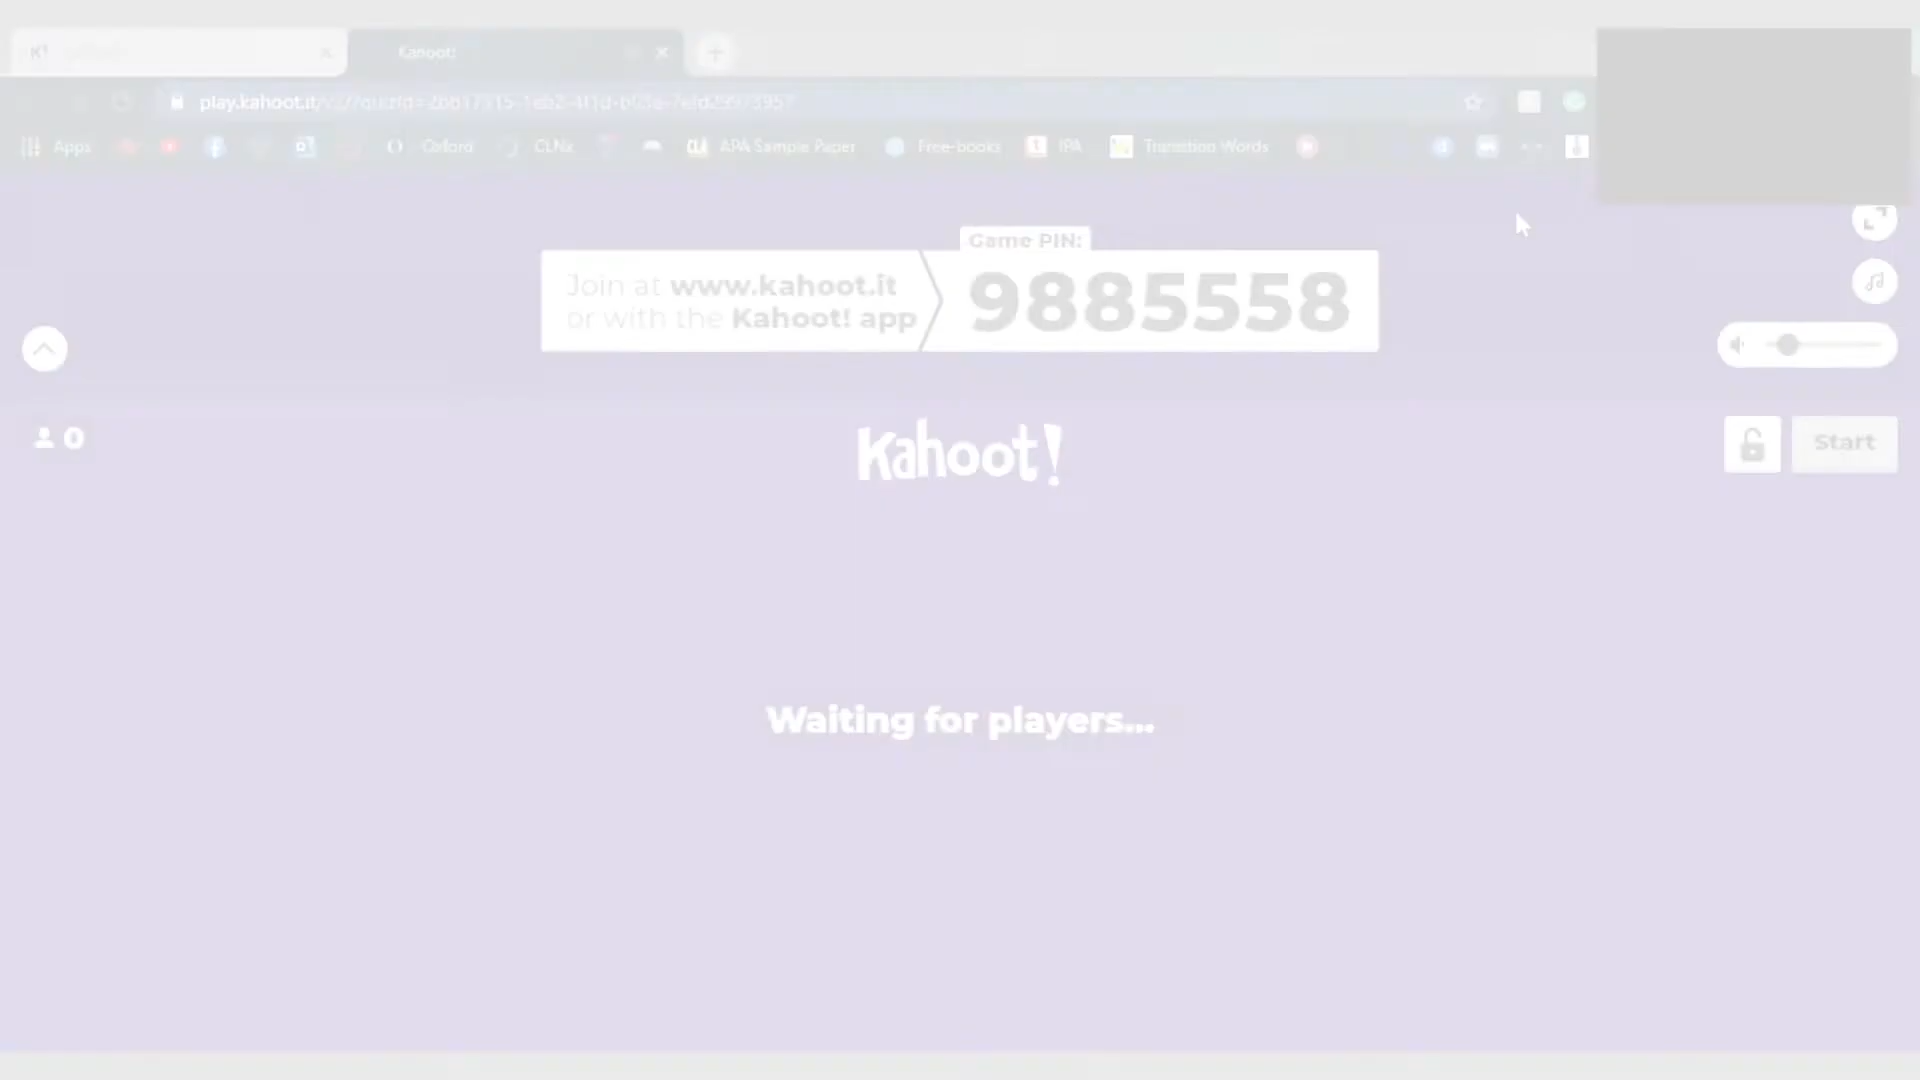 K!
Kahoot!
play.kahoot.it
Apps
Oxford
CLNx
APA Sample Paper
Free-books
IPA
Transition Words
Game PIN:
Join at www.kahoot.it
or with the Kahoot! app
9885558
0
Kahoot!
Start
Waiting for players...